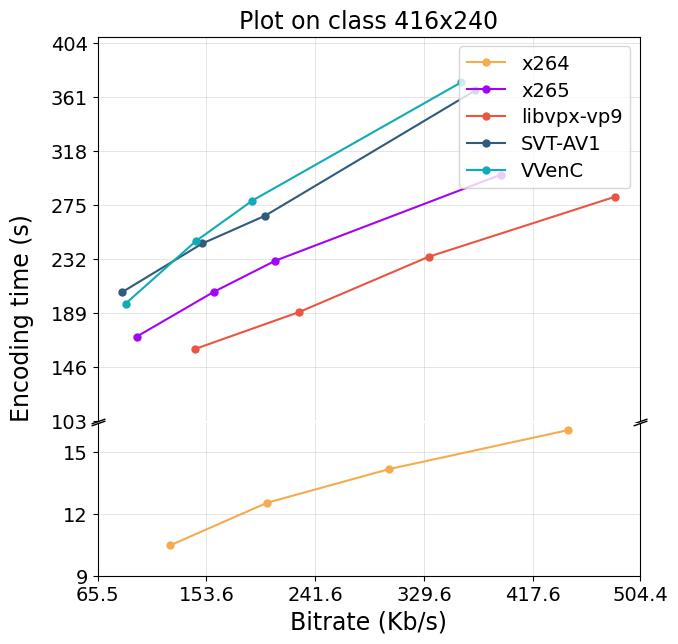 Plot on class 416x240
404
361
318
275
232
189
146
103
15
12
9
Encoding time (s)
x264
x265
libvpx-vp9
SVT-AV1
VVenC
65.5 153.6 241.6 329.6 417.6 504.4
Bitrate (Kb/s)